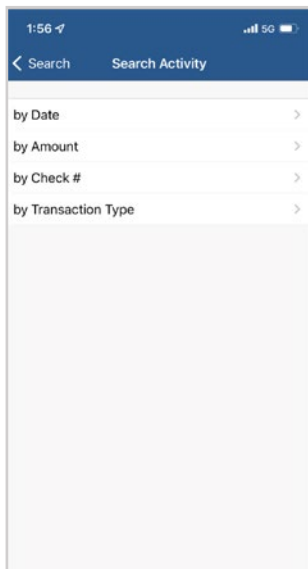 1:56 5G
Search Search Activity
by Date
by Amount
by Check #
by Transaction Type